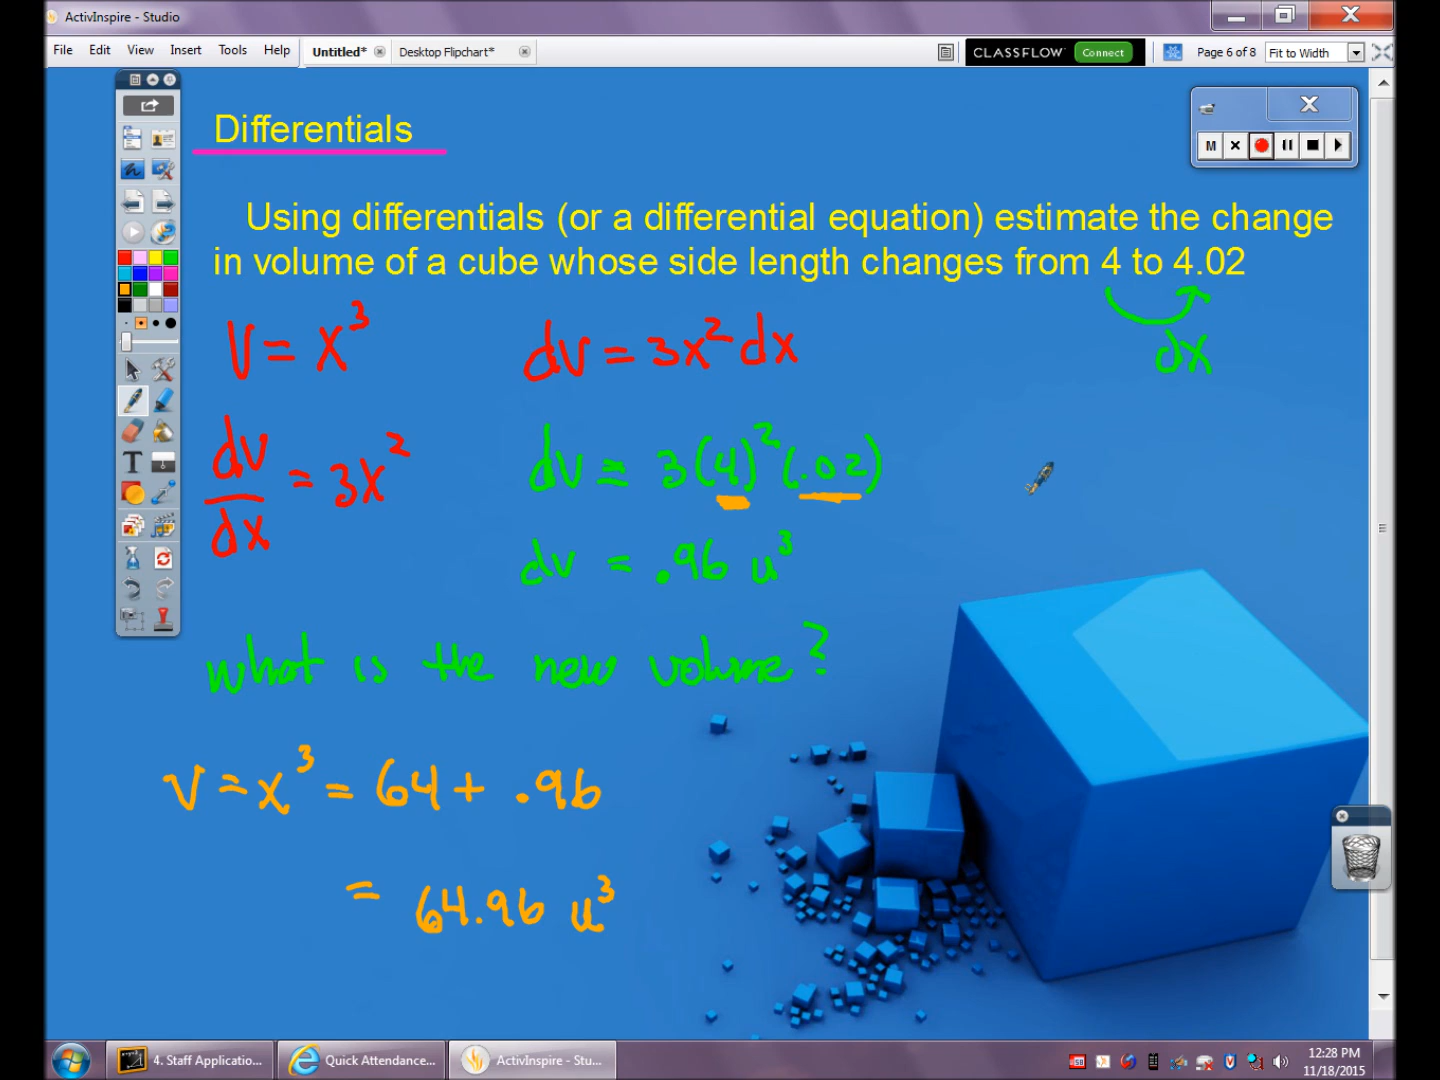 ActivInspire - Studio
File Edit View Insert Tools Help Untitled* Desktop Flipchart* CLASSFLOW Connect Page 6 of 8 Fit to Width
M
Differentials
Using differentials (or a differential equation) estimate the change
in volume of a cube whose side length changes from 4 to 4.02
dx
V = x³
dv = 3x² dx
dv/dx = 3x²
dv = 3(4)²(.02)
dv = .96 u³
what is the new volume?
V = x³ = 64 + .96
= 64.96 u³
4. Staff Applicatio... Quick Attendance... ActivInspire - Stu... 12:28 PM
11/18/2015